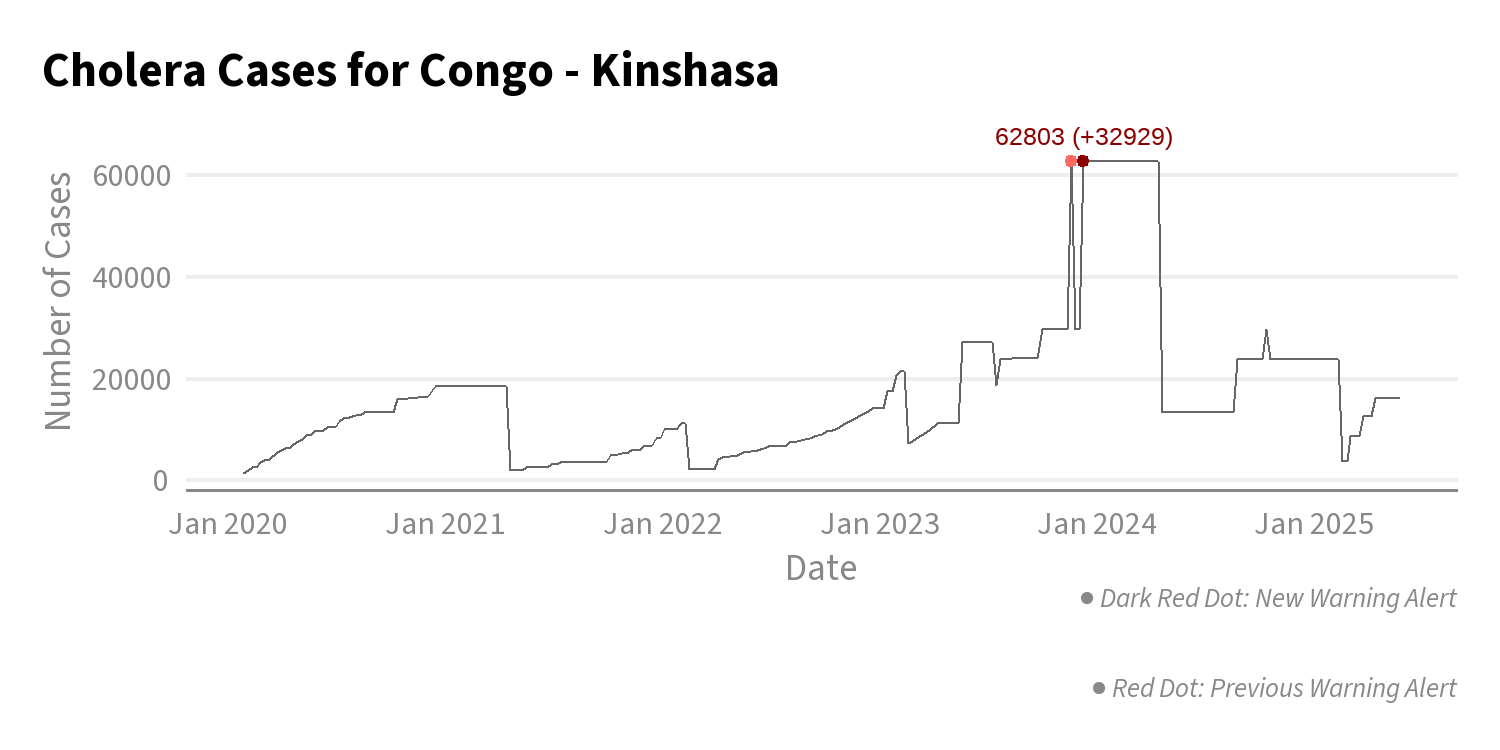 Cholera Cases for Congo - Kinshasa
62803 (+32929)
Number of Cases
60000
40000
20000
0
Jan 2020 Jan 2021 Jan 2022 Jan 2023 Jan 2024 Jan 2025
Date
● Dark Red Dot: New Warning Alert
● Red Dot: Previous Warning Alert